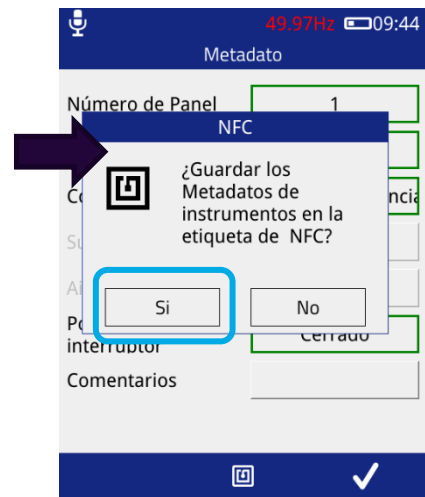 49.97Hz 09:44
Metadato
Número de Panel 1
NFC
¿Guardar los
Metadatos de
instrumentos en la
etiqueta de NFC?
Si No
interruptor Cerrado
Comentarios